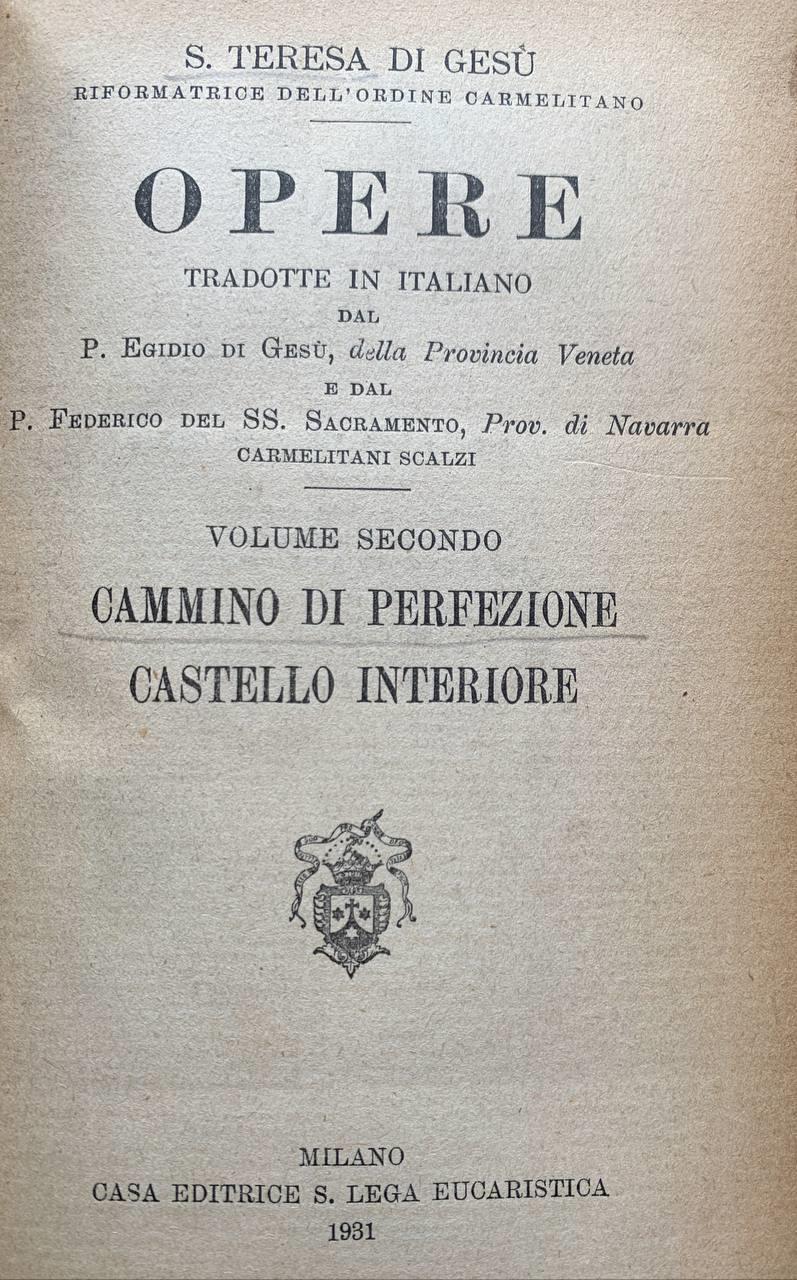 S. TERESA DI GESÙ
RIFORMATRICE DELL'ORDINE CARMELITANO
OPERE
TRADOTTE IN ITALIANO
DAL
P. EGIDIO DI GESÙ, della Provincia Veneta
E DAL
P. FEDERICO DEL SS. SACRAMENTO, Prov. di Navarra
CARMELITANI SCALZI
VOLUME SECONDO
CAMMINO DI PERFEZIONE
CASTELLO INTERIORE
MILANO
CASA EDITRICE S. LEGA EUCARISTICA
1931